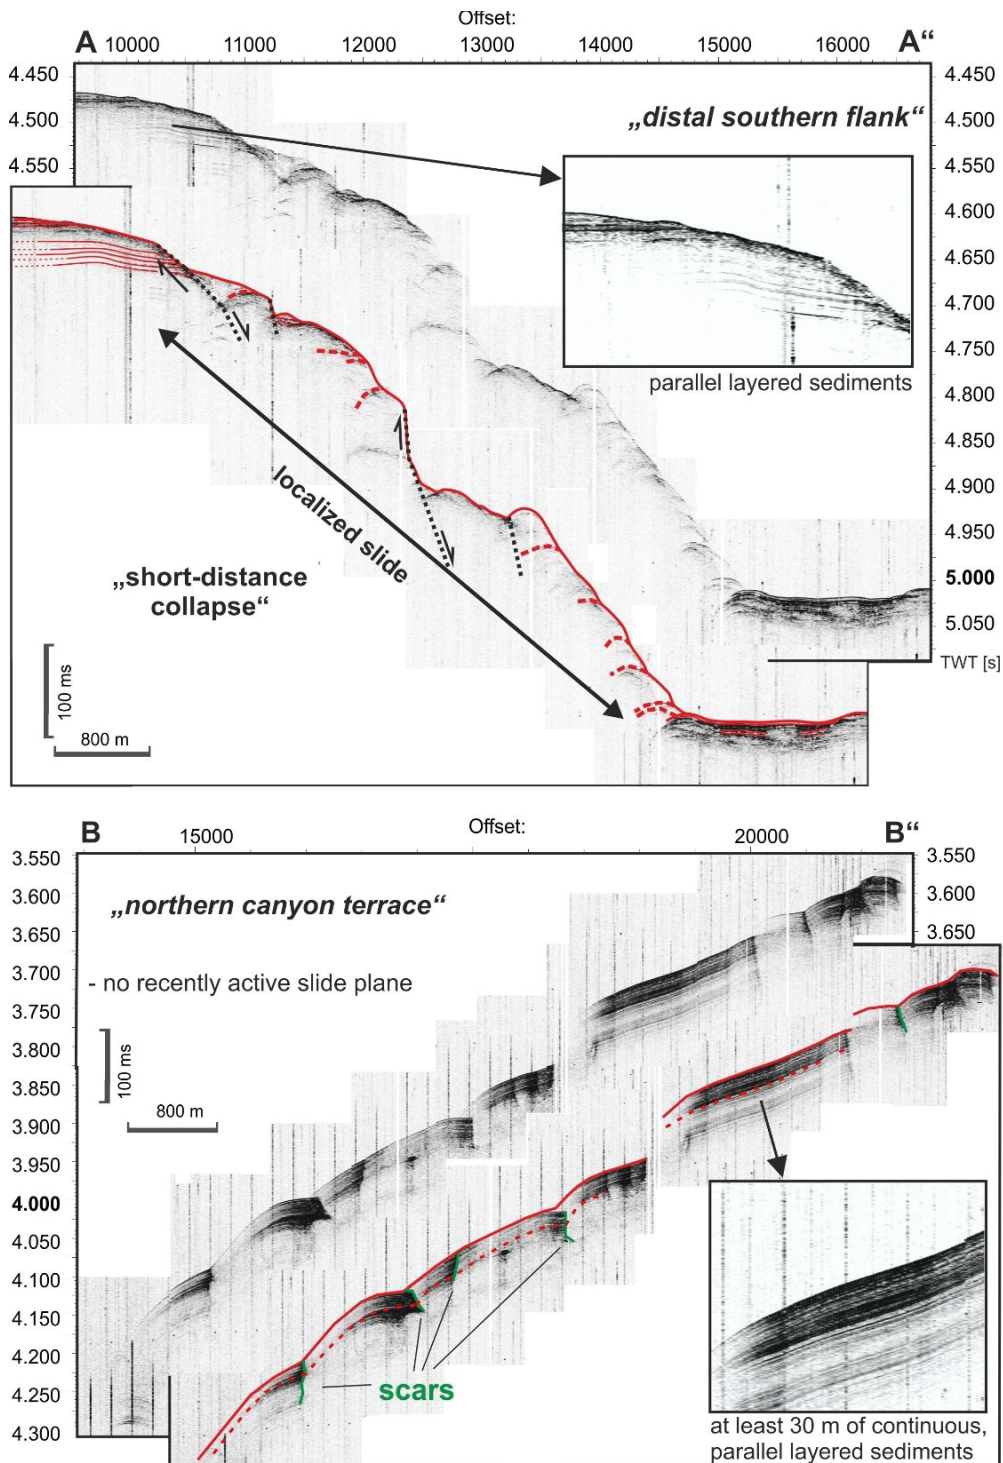 Offset:
A 10000 11000 12000 13000 14000 15000 16000 A“
4.450 4.450
„distal southern flank“
4.500 4.500
4.550 4.550
4.600
4.650
4.700
4.750
parallel layered sediments
4.800
4.850
4.900
localized slide
4.950
„short-distance
collapse“
5.000
5.050
TWT [s]
100 ms
800 m
B 15000 Offset: 20000 B“
3.550 3.550
3.600 3.600
„northern canyon terrace“
3.650 3.650
3.700
- no recently active slide plane
3.750
3.800
100 ms
3.850
800 m
3.900
3.950
4.000
4.050
4.100
4.150
4.200
scars
4.250
4.300
at least 30 m of continuous,
parallel layered sediments